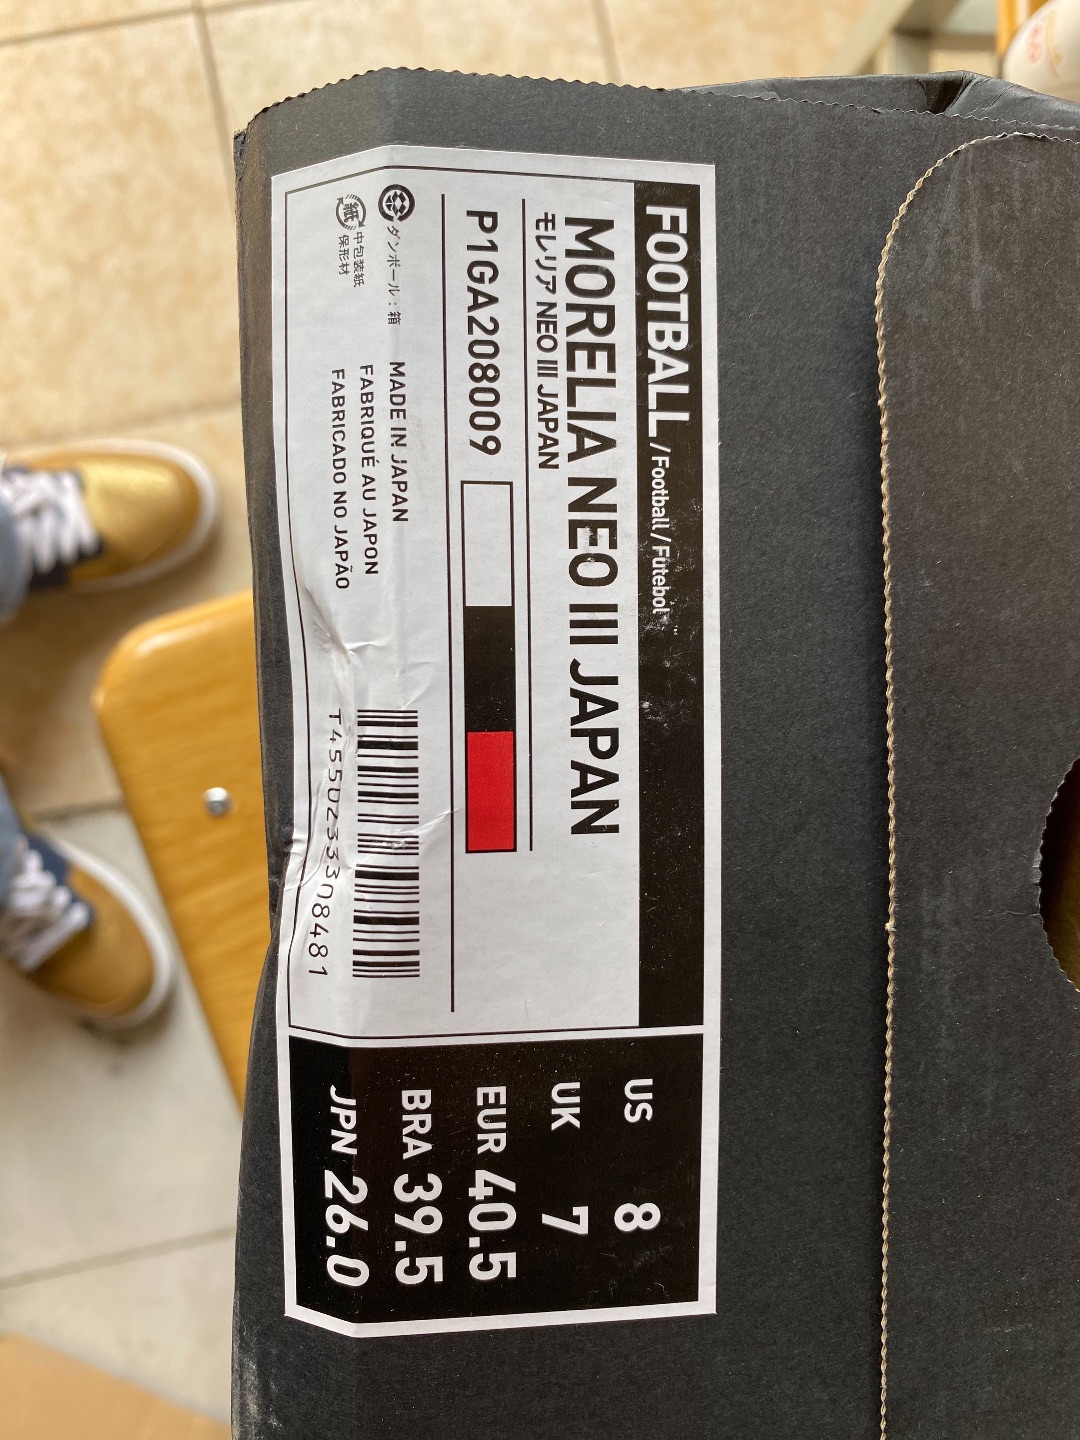 FOOTBALL/Football/Futebol
MORELIA NEO III JAPAN
モレリア NEO III JAPAN
P1GA208009
ダンボール:箱
紙
中包装紙
保形材
MADE IN JAPAN
FABRIQUÉ AU JAPON
FABRICADO NO JAPÃO
T4550233308481
US 8
UK 7
EUR 40.5
BRA 39.5
JPN 26.0